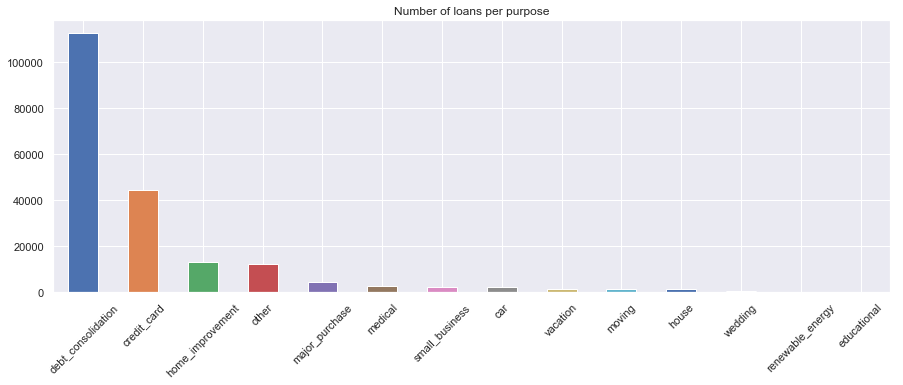 Number of loans per purpose
100000
80000
60000
40000
20000
0
debt_consolidation
credit_card
home_improvement
other
major_purchase
medical
small_business
car
vacation
moving
house
wedding
renewable_energy
educational